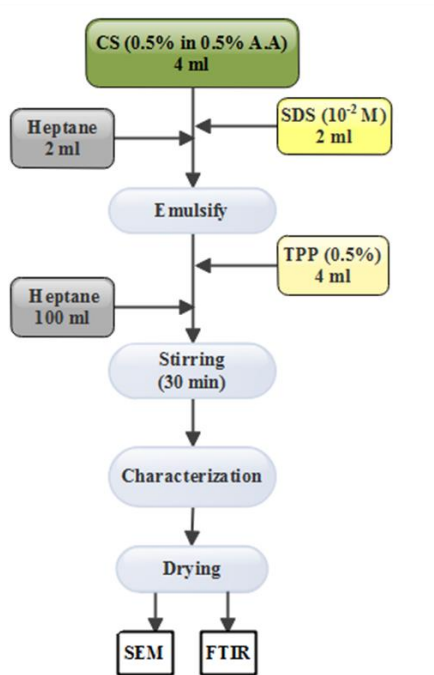 CS (0.5% in 0.5% A.A)
4 ml
SDS (10⁻² M)
2 ml
Heptane
2 ml
Emulsify
TPP (0.5%)
4 ml
Heptane
100 ml
Stirring
(30 min)
Characterization
Drying
SEM
FTIR